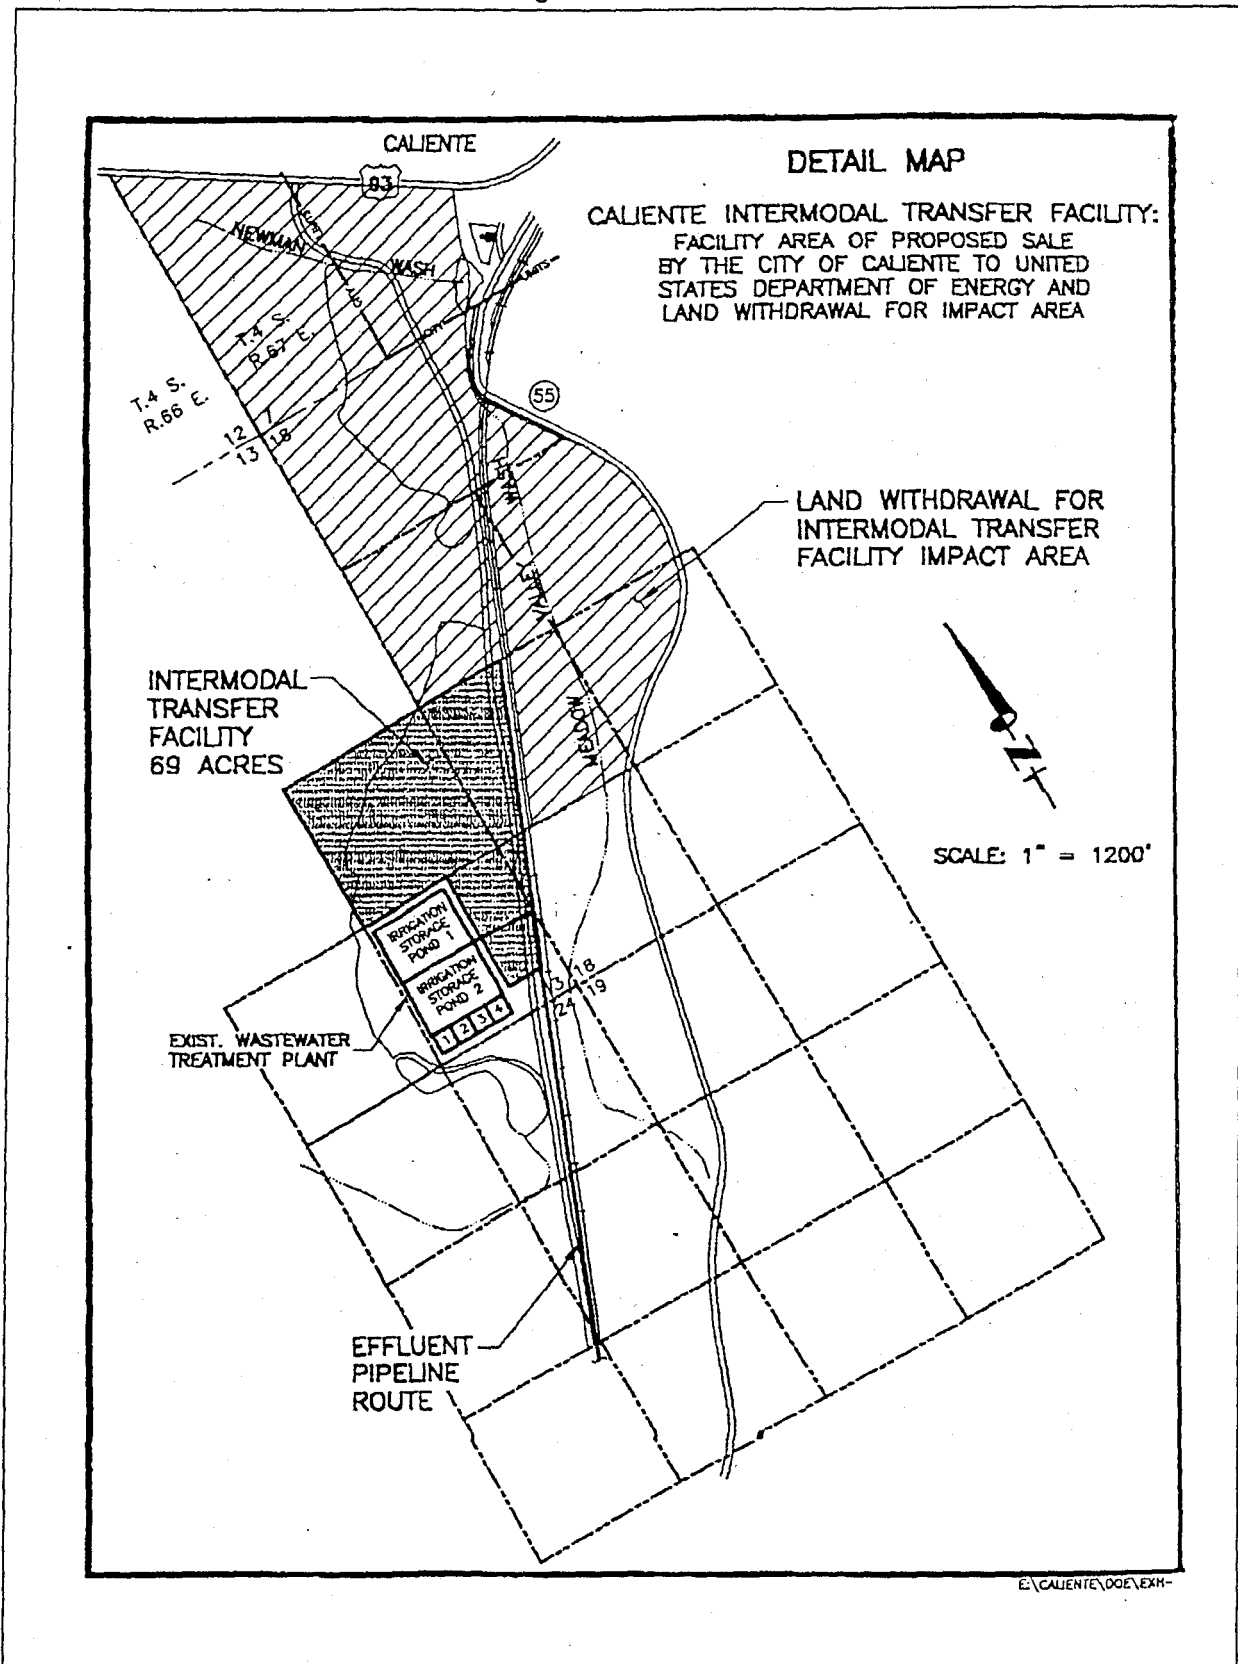 CALIENTE
93
DETAIL MAP
CALIENTE INTERMODAL TRANSFER FACILITY:
FACILITY AREA OF PROPOSED SALE
BY THE CITY OF CALIENTE TO UNITED
STATES DEPARTMENT OF ENERGY AND
LAND WITHDRAWAL FOR IMPACT AREA
NEWMAN
WASH
LIMITS
CITY
CITY
LIMITS
T.4 S.
R.67 E.
T.4 S.
R.66 E.
55
12 7
13 18
WASH
VALLEY
MEADOW
LAND WITHDRAWAL FOR
INTERMODAL TRANSFER
FACILITY IMPACT AREA
INTERMODAL
TRANSFER
FACILITY
69 ACRES
N
SCALE: 1" = 1200'
IRRIGATION
STORAGE
POND 1
IRRIGATION
STORAGE
POND 2
1 2 3 4
13 18
24 19
EXIST. WASTEWATER
TREATMENT PLANT
EFFLUENT
PIPELINE
ROUTE
E:\CALIENTE\DOE\EXH-